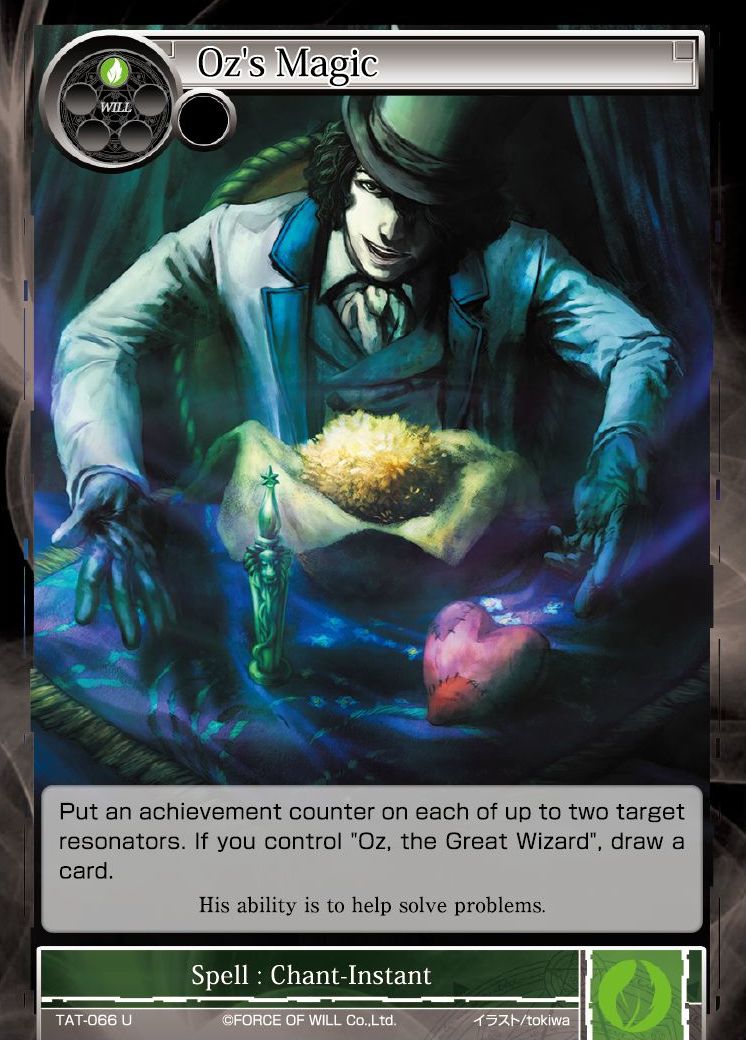 Oz's Magic
WILL
Put an achievement counter on each of up to two target
resonators. If you control "Oz, the Great Wizard", draw a
card.
His ability is to help solve problems.
Spell : Chant-Instant
TAT-066 U ©FORCE OF WILL Co.,Ltd. イラスト/tokiwa